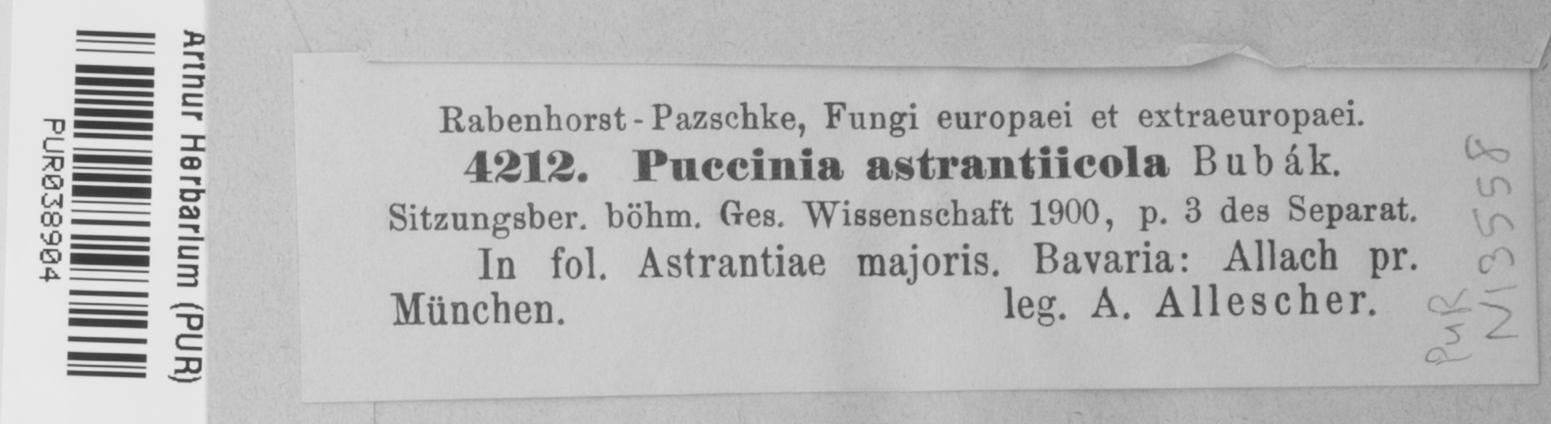 Rabenhorst-Pazschke, Fungi europaei et extraeuropaei.
4212. Puccinia astrantiicola Bubák.
Sitzungsber. böhm. Ges. Wissenschaft 1900, p. 3 des Separat.
In fol. Astrantiae majoris. Bavaria: Allach pr.
München. leg. A. Allescher.
PUR
N13558
Arthur Herbarium (PUR)
PUR038904